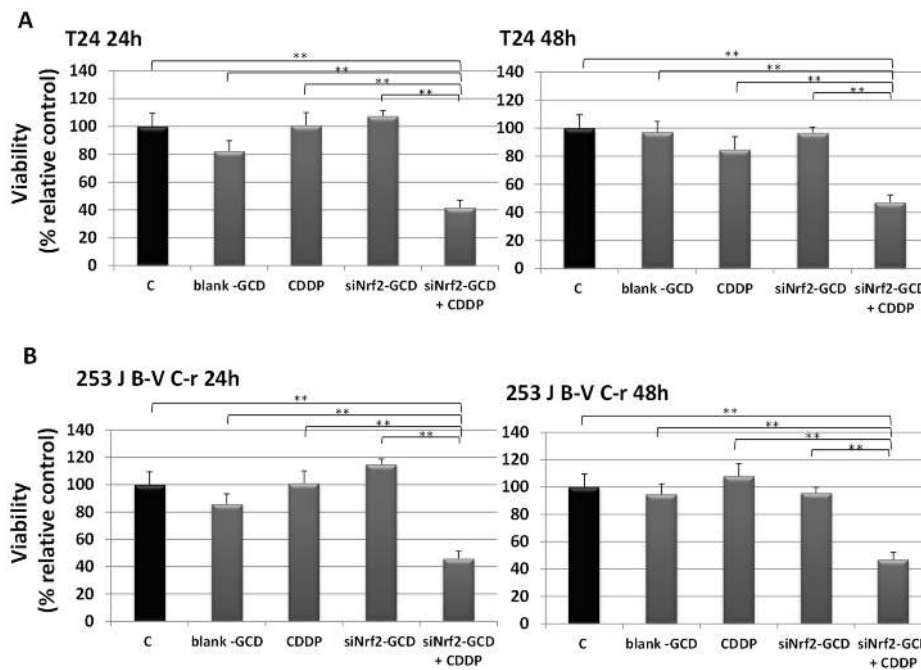 A
T24 24h
Viability
(% relative control)
140
120
100
80
60
40
20
0
**
**
**
**
C
blank -GCD
CDDP
siNrf2-GCD
siNrf2-GCD
+ CDDP
T24 48h
140
120
100
80
60
40
20
0
**
**
**
**
C
blank -GCD
CDDP
siNrf2-GCD
siNrf2-GCD
+ CDDP
B
253 J B-V C-r 24h
Viability
(% relative control)
140
120
100
80
60
40
20
0
**
**
**
**
C
blank -GCD
CDDP
siNrf2-GCD
siNrf2-GCD
+ CDDP
253 J B-V C-r 48h
140
120
100
80
60
40
20
0
**
**
**
**
C
blank -GCD
CDDP
siNrf2-GCD
siNrf2-GCD
+ CDDP